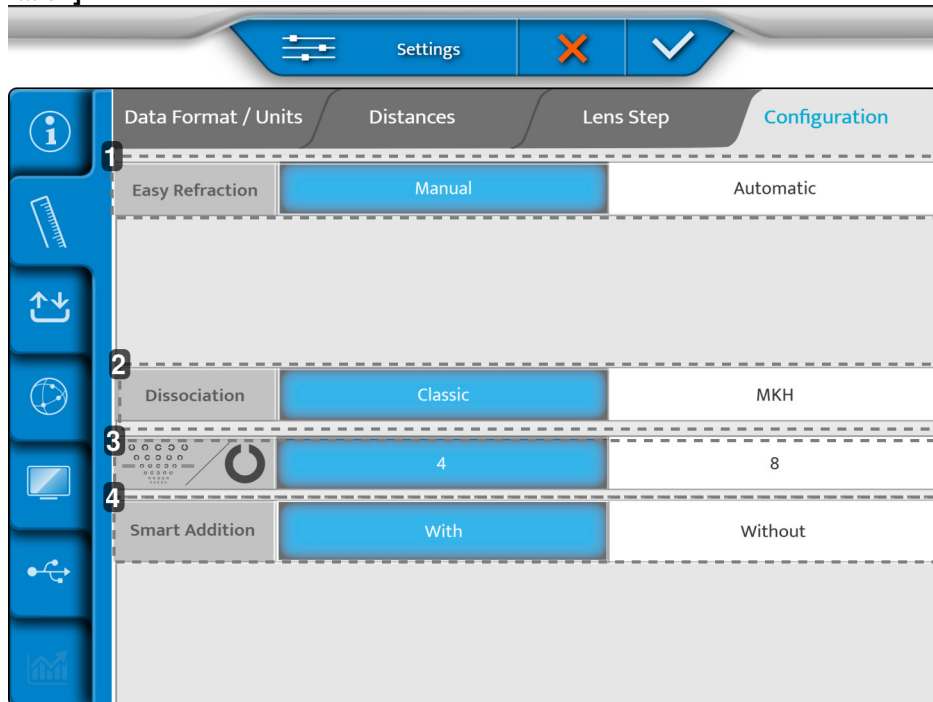 Settings
Data Format / Units Distances Lens Step Configuration
1
Easy Refraction Manual Automatic
2
Dissociation Classic MKH
3
4 8
4
Smart Addition With Without